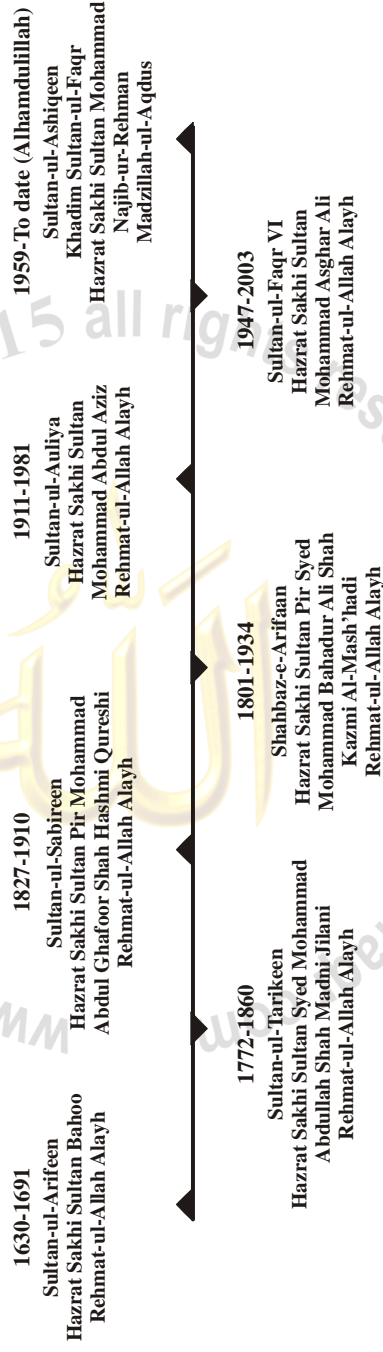 1630-1691
Sultan-ul-Arifeen
Hazrat Sakhi Sultan Bahoo
Rehmat-ul-Allah Alayh
1772-1860
Sultan-ul-Tarikeen
Hazrat Sakhi Sultan Syed Mohammad
Abdullah Shah Madni Jilani
Rehmat-ul-Allah Alayh
1827-1910
Sultan-ul-Sabireen
Hazrat Sakhi Sultan Pir Mohammad
Abdul Ghafoor Shah Hashmi Qureshi
Rehmat-ul-Allah Alayh
1801-1934
Shahbaz-e-Arifaan
Hazrat Sakhi Sultan Pir Syed
Mohammad Bahadur Ali Shah
Kazmi Al-Mash’hadi
Rehmat-ul-Allah Alayh
1911-1981
Sultan-ul-Auliya
Hazrat Sakhi Sultan
Mohammad Abdul Aziz
Rehmat-ul-Allah Alayh
1947-2003
Sultan-ul-Faqr VI
Hazrat Sakhi Sultan
Mohammad Asghar Ali
Rehmat-ul-Allah Alayh
1959-To date (Alhamdulillah)
Sultan-ul-Ashiqeen
Khadim Sultan-ul-Faqr
Hazrat Sakhi Sultan Mohammad
Najib-ur-Rehman
Madzillah-ul-Aqdus
15 all rights res
الله